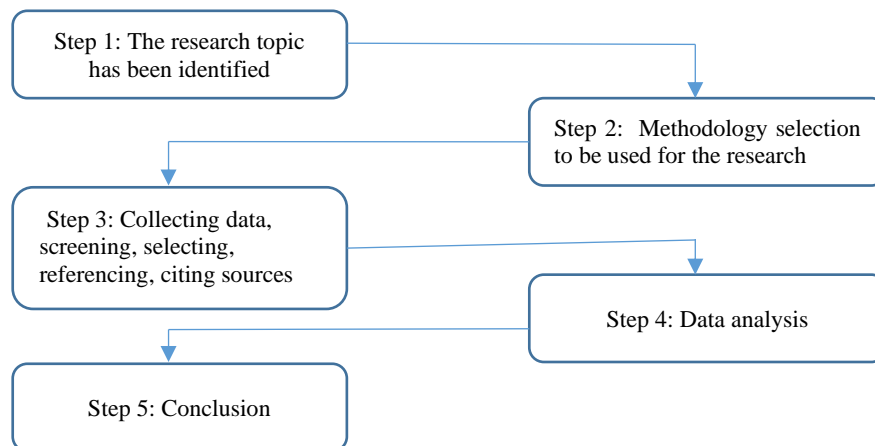 Step 1: The research topic
has been identified
Step 2: Methodology selection
to be used for the research
Step 3: Collecting data,
screening, selecting,
referencing, citing sources
Step 4: Data analysis
Step 5: Conclusion